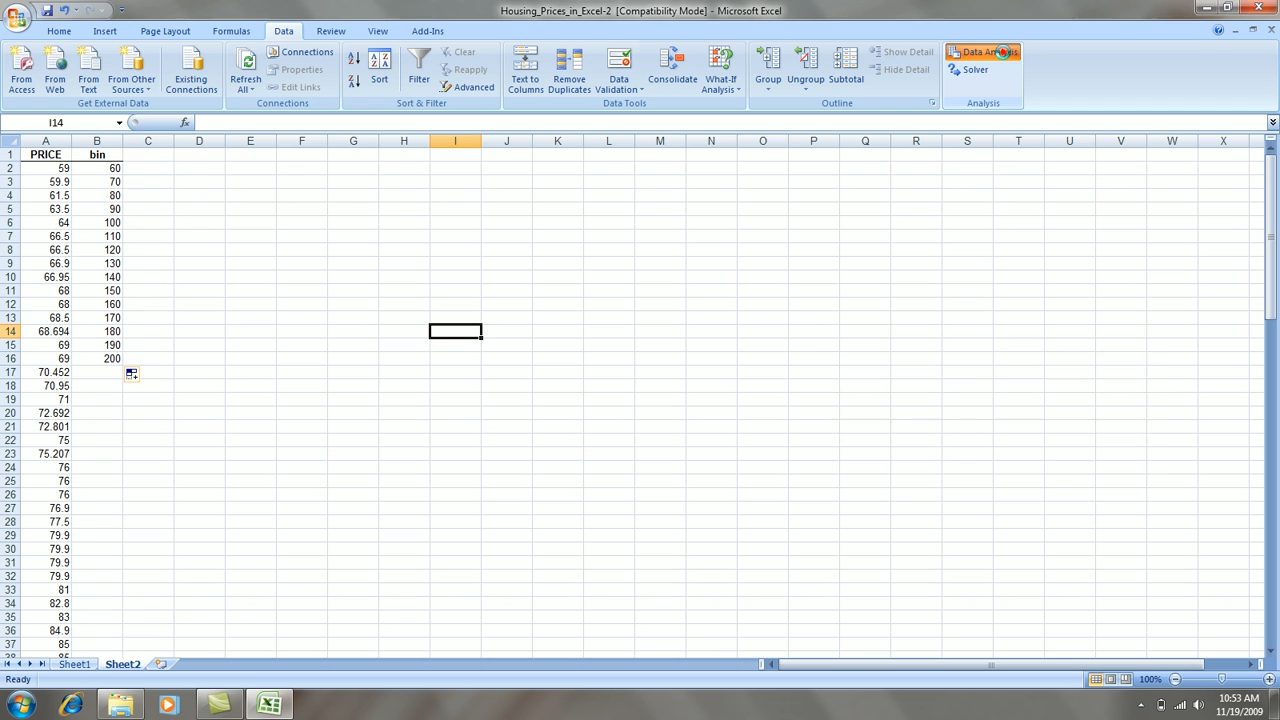 Housing_Prices_in_Excel-2 [Compatibility Mode] - Microsoft Excel
Home Insert Page Layout Formulas Data Review View Add-Ins
From Access
From Web
From Text
From Other Sources
Existing Connections
Get External Data
Refresh All
Connections
Properties
Edit Links
Connections
Sort
Filter
Clear
Reapply
Advanced
Sort & Filter
Text to Columns
Remove Duplicates
Data Validation
Consolidate
What-If Analysis
Data Tools
Group
Ungroup
Subtotal
Show Detail
Hide Detail
Outline
Data Analysis
Solver
Analysis
I14 fx
A B C D E F G H I J K L M N O P Q R S T U V W X
1 PRICE bin
2 59 60
3 59.9 70
4 61.5 80
5 63.5 90
6 64 100
7 66.5 110
8 66.5 120
9 66.9 130
10 66.95 140
11 68 150
12 68 160
13 68.5 170
14 68.694 180
15 69 190
16 69 200
17 70.452
18 70.95
19 71
20 72.692
21 72.801
22 75
23 75.207
24 76
25 76
26 76
27 76.9
28 77.5
29 79.9
30 79.9
31 79.9
32 79.9
33 81
34 82.8
35 83
36 84.9
37 85
Sheet1 Sheet2
Ready 100%
10:53 AM
11/19/2009